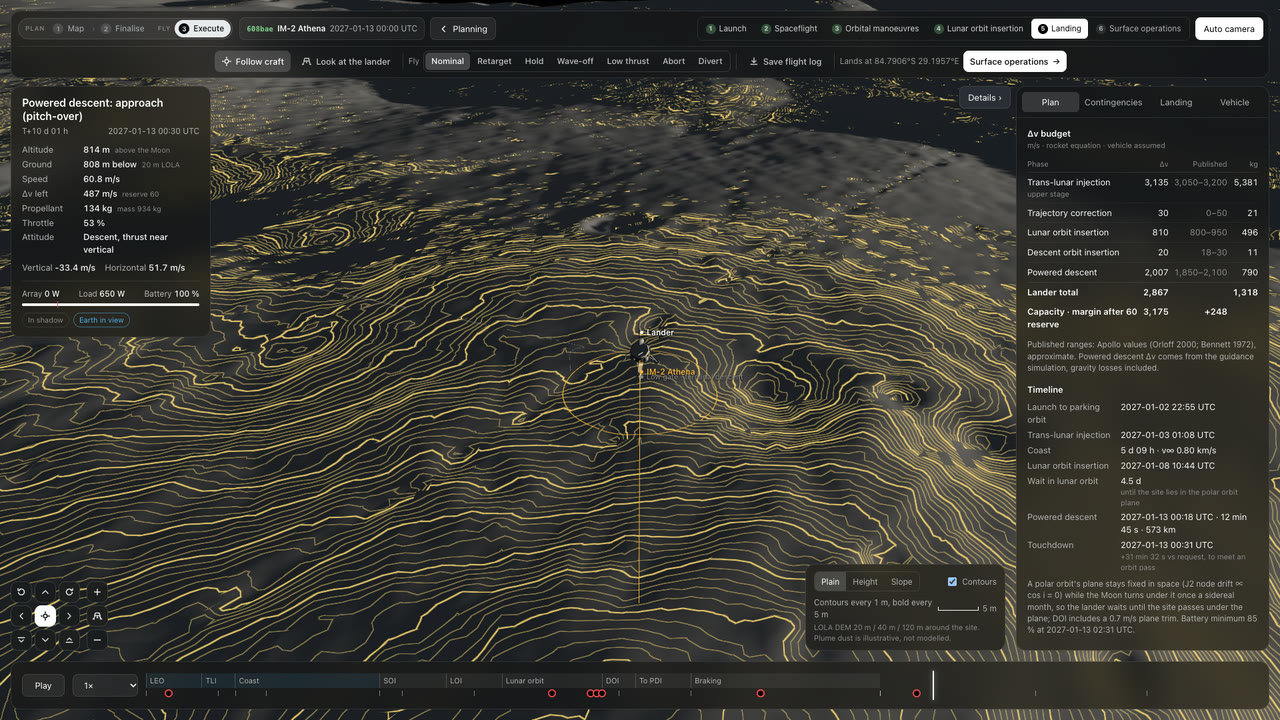 PLAN 1 Map › 2 Finalise FLY 3 Execute
608bae IM-2 Athena 2027-01-13 00:00 UTC
Planning
1 Launch 2 Spaceflight 3 Orbital manoeuvres 4 Lunar orbit insertion 5 Landing 6 Surface operations
Auto camera
Follow craft Look at the lander Fly Nominal Retarget Hold Wave-off Low thrust Abort Divert Save flight log Lands at 84.7906°S 29.1957°E Surface operations →
Powered descent: approach
(pitch-over)
T+10 d 01 h 2027-01-13 00:30 UTC
Altitude 814 m above the Moon
Ground 808 m below 20 m LOLA
Speed 60.8 m/s
Δv left 487 m/s reserve 60
Propellant 134 kg mass 934 kg
Throttle 53 %
Attitude Descent, thrust near
vertical
Vertical -33.4 m/s Horizontal 51.7 m/s
Array 0 W Load 650 W Battery 100 %
In shadow Earth in view
Details ›
Lander
IM-2 Athena
Plan Contingencies Landing Vehicle
Δv budget
m/s · rocket equation · vehicle assumed
Phase Δv Published kg
Trans-lunar injection 3,135 3,050–3,200 5,381
upper stage
Trajectory correction 30 0–50 21
Lunar orbit insertion 810 800–950 496
Descent orbit insertion 20 18–30 11
Powered descent 2,007 1,850–2,100 790
Lander total 2,867 1,318
Capacity · margin after 60 3,175 +248
reserve
Published ranges: Apollo values (Orloff 2000; Bennett 1972),
approximate. Powered descent Δv comes from the guidance
simulation, gravity losses included.
Timeline
Launch to parking 2027-01-02 22:55 UTC
orbit
Trans-lunar injection 2027-01-03 01:08 UTC
Coast 5 d 09 h · v∞ 0.80 km/s
Lunar orbit insertion 2027-01-08 10:44 UTC
Wait in lunar orbit 4.5 d
until the site lies in the polar orbit
plane
Powered descent 2027-01-13 00:18 UTC · 12 min
45 s · 573 km
Touchdown 2027-01-13 00:31 UTC
+31 min 32 s vs request, to meet an
orbit pass
A polar orbit's plane stays fixed in space (J2 node drift ∝
cos i = 0) while the Moon turns under it once a sidereal
month, so the lander waits until the site passes under the
plane; DOI includes a 0.7 m/s plane trim. Battery minimum 85
% at 2027-01-13 02:31 UTC.
Plain Height Slope Contours
Contours every 1 m, bold every
5 m
5 m
LOLA DEM 20 m / 40 m / 120 m around the site.
Plume dust is illustrative, not modelled.
Play 1×
LEO TLI Coast SOI LOI Lunar orbit DOI To PDI Braking